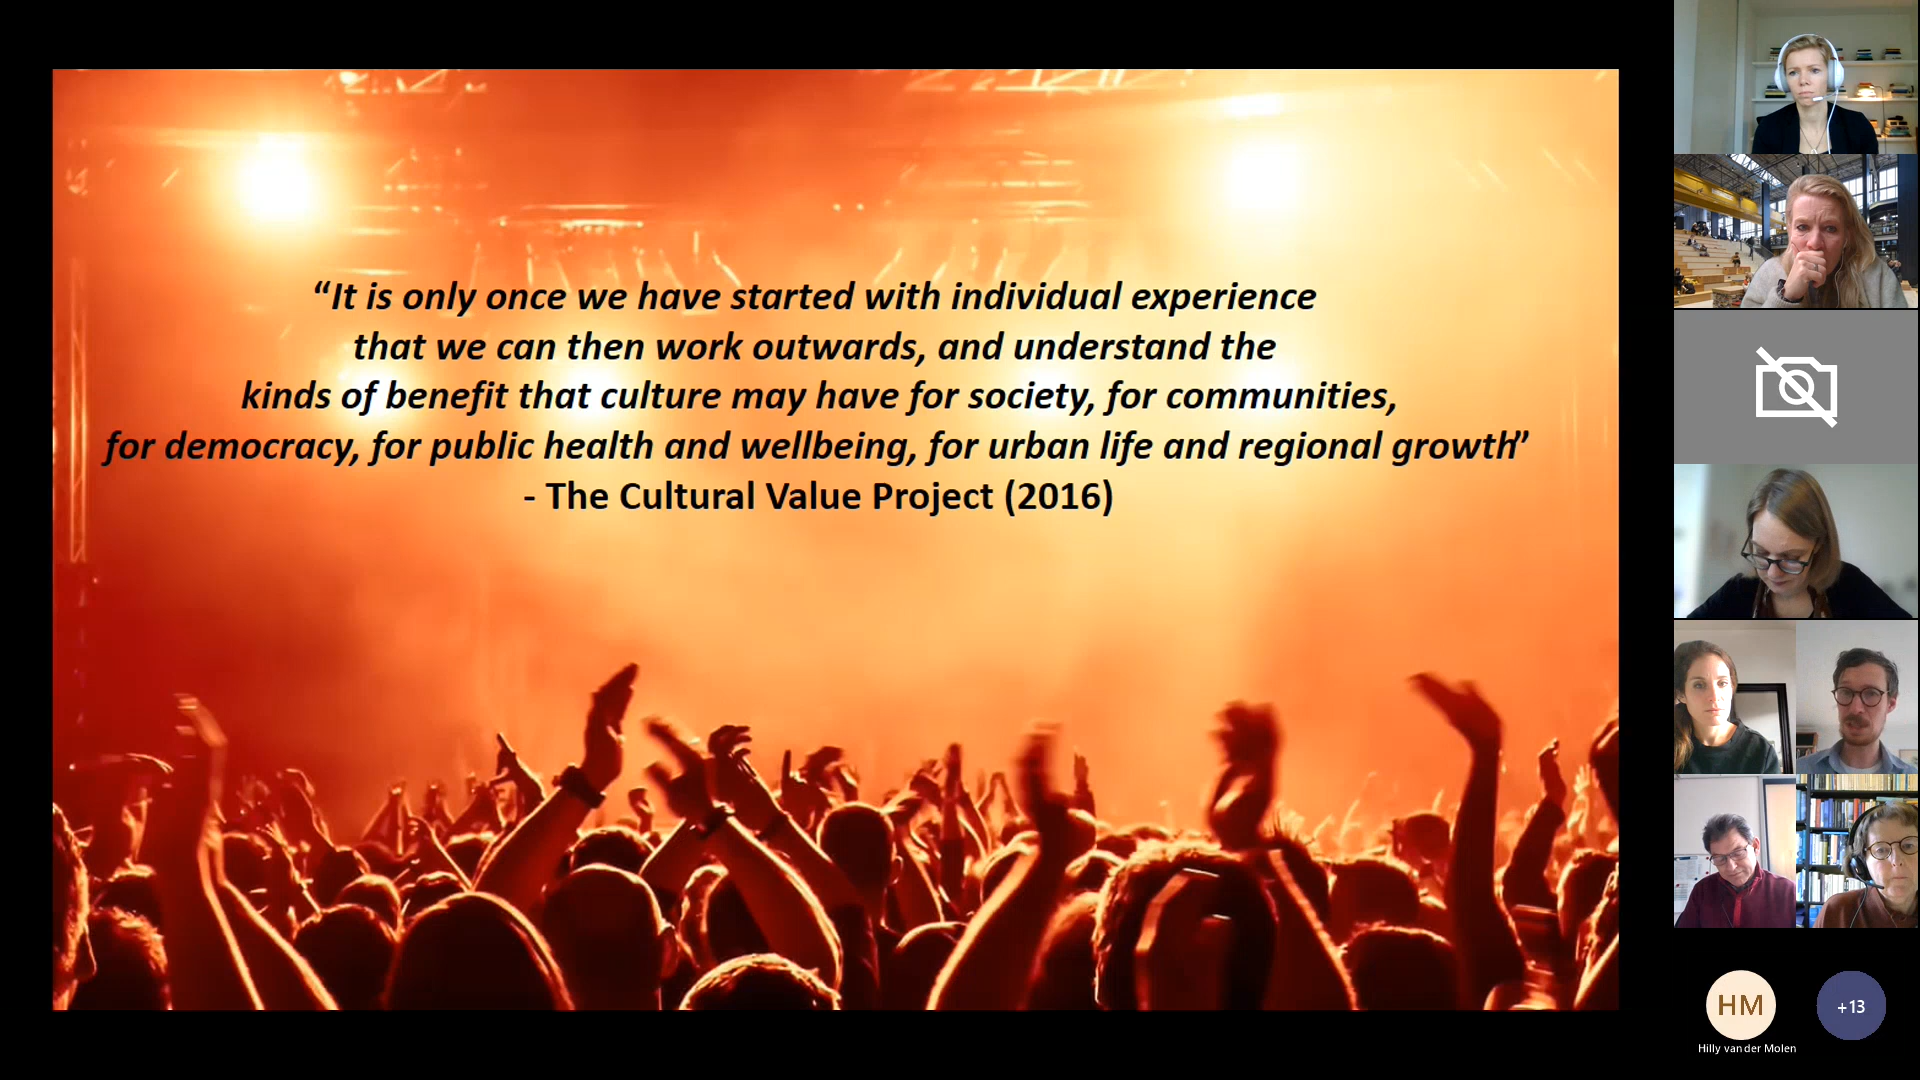 “It is only once we have started with individual experience
that we can then work outwards, and understand the
kinds of benefit that culture may have for society, for communities,
for democracy, for public health and wellbeing, for urban life and regional growth”
- The Cultural Value Project (2016)
HM
+13
Hilly van der Molen